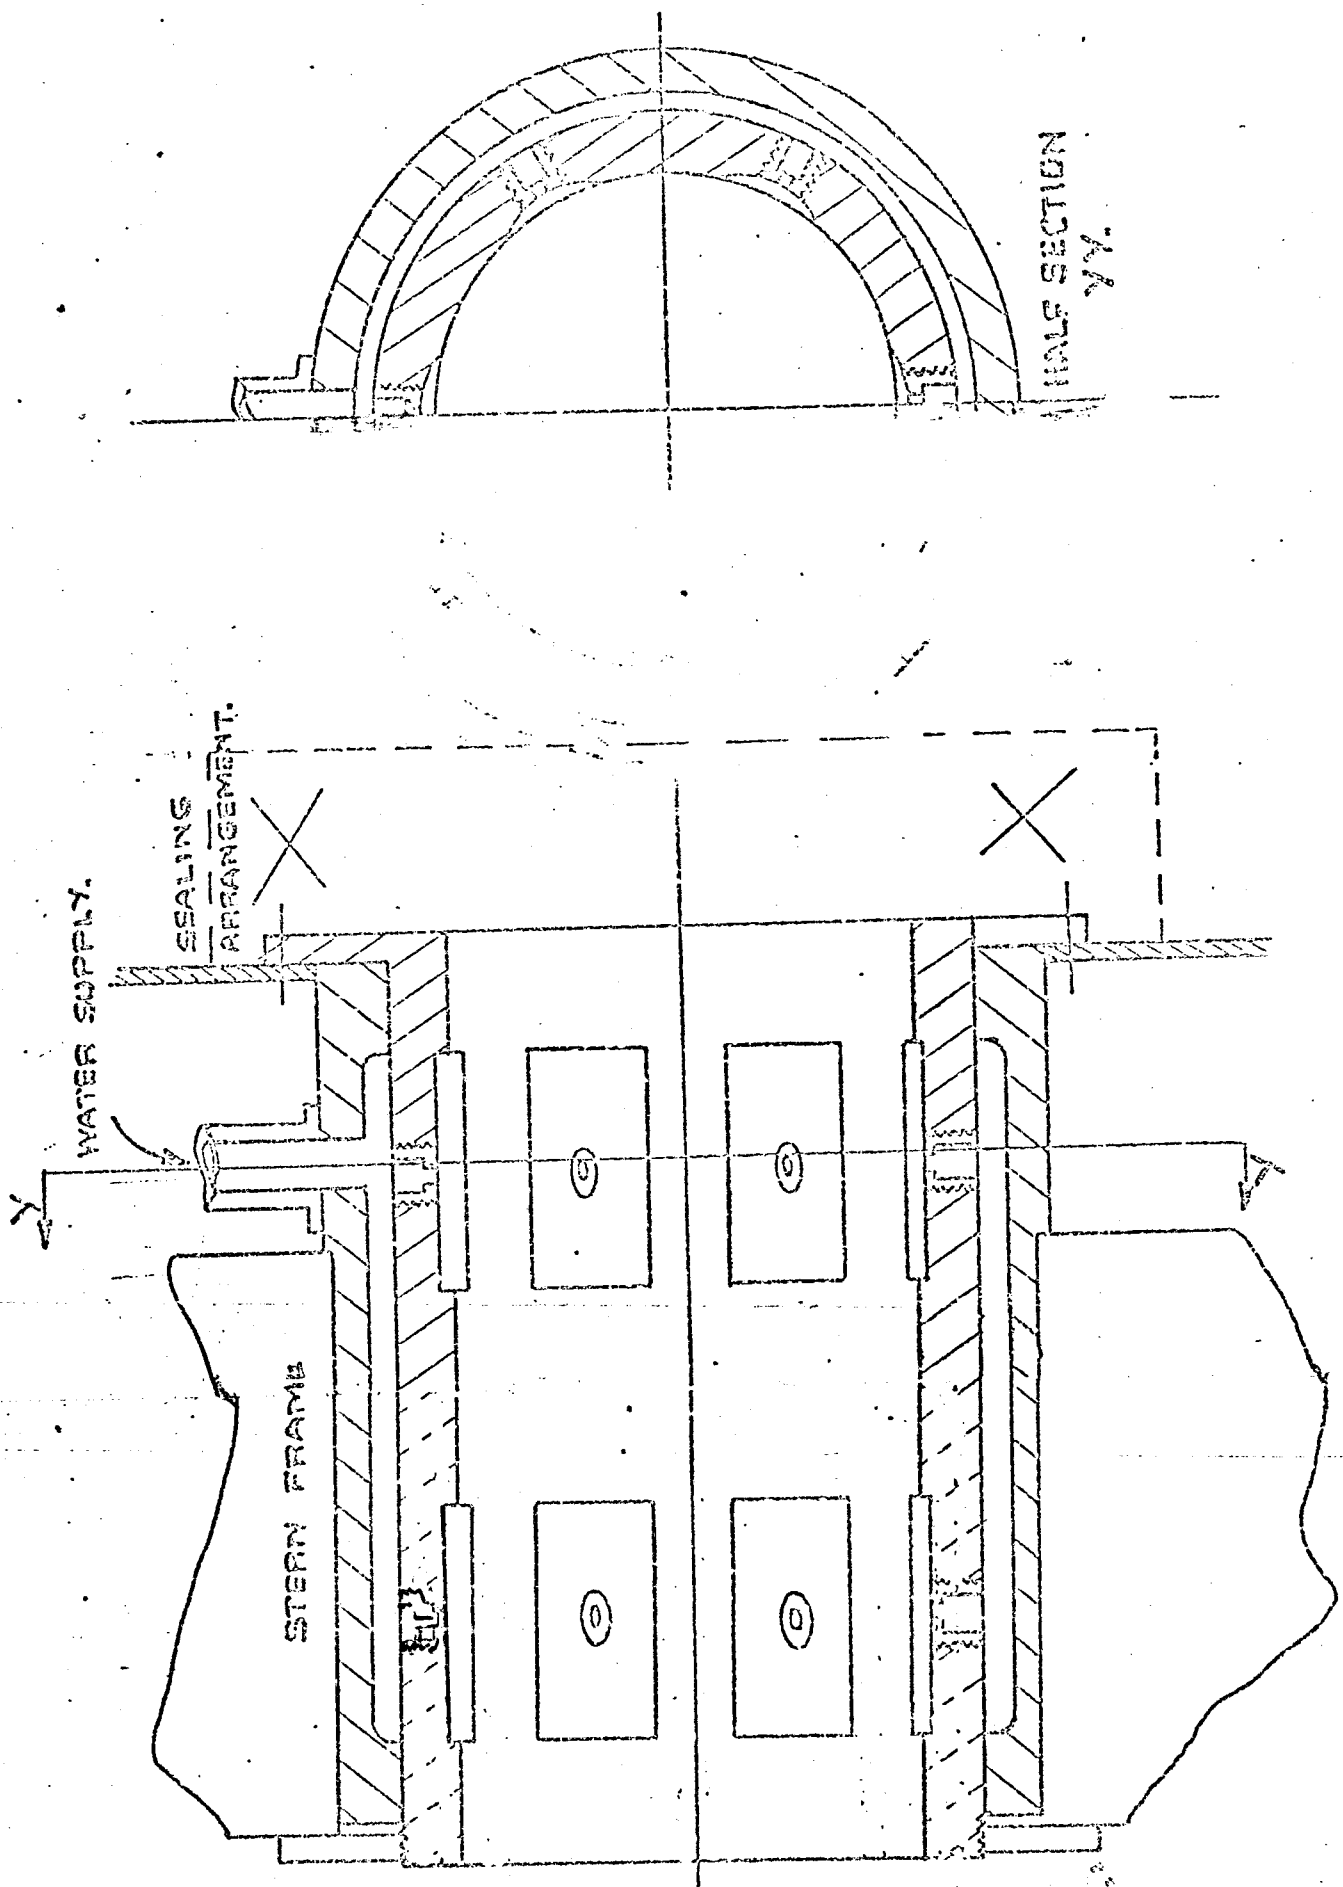 HALF SECTION
YY.
SEALING
ARRANGEMENT.
WATER SUPPLY.
Y
Y
STERN FRAME